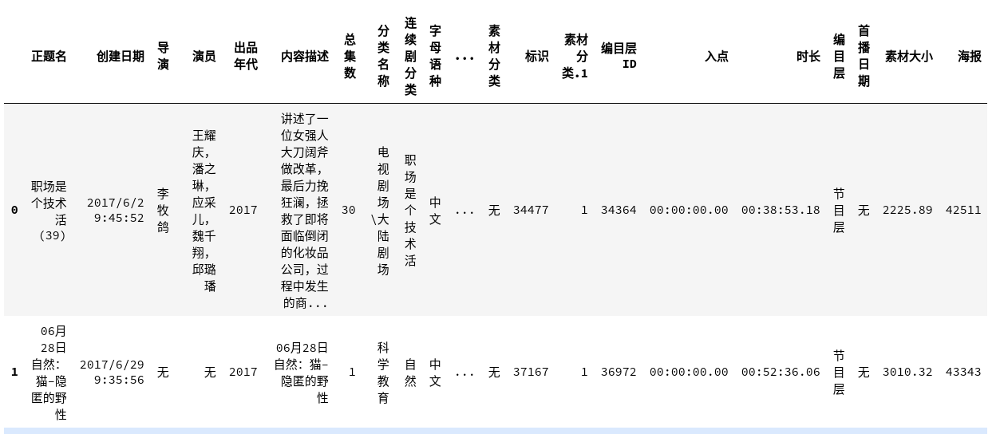 正题名
创建日期
导
演
演员
出品
年代
内容描述
总
集
数
分
类
名
称
连
续
剧
分
类
字
母
语
种
...
素
材
分
类
标识
素材
分
类.1
编目层
ID
入点
时长
编
目
层
首
播
日
期
素材大小
海报
0
职场是
个技术
活
(39)
2017/6/2
9:45:52
李
牧
鸽
王耀
庆,
潘之
琳,
应采
儿,
魏千
翔,
邱璐
璠
2017
讲述了一
位女强人
大刀阔斧
做改革,
最后力挽
狂澜,拯
救了即将
面临倒闭
的化妆品
公司,过
程中发生
的商...
30
电
视
剧
场
\大
陆
剧
场
职
场
是
个
技
术
活
中
文
...
无
34477
1
34364
00:00:00.00
00:38:53.18
节
目
层
无
2225.89
42511
1
06月
28日
自然:
猫-隐
匿的野
性
2017/6/29
9:35:56
无
无
2017
06月28日
自然:猫-
隐匿的野
性
1
科
学
教
育
自
然
中
文
...
无
37167
1
36972
00:00:00.00
00:52:36.06
节
目
层
无
3010.32
43343